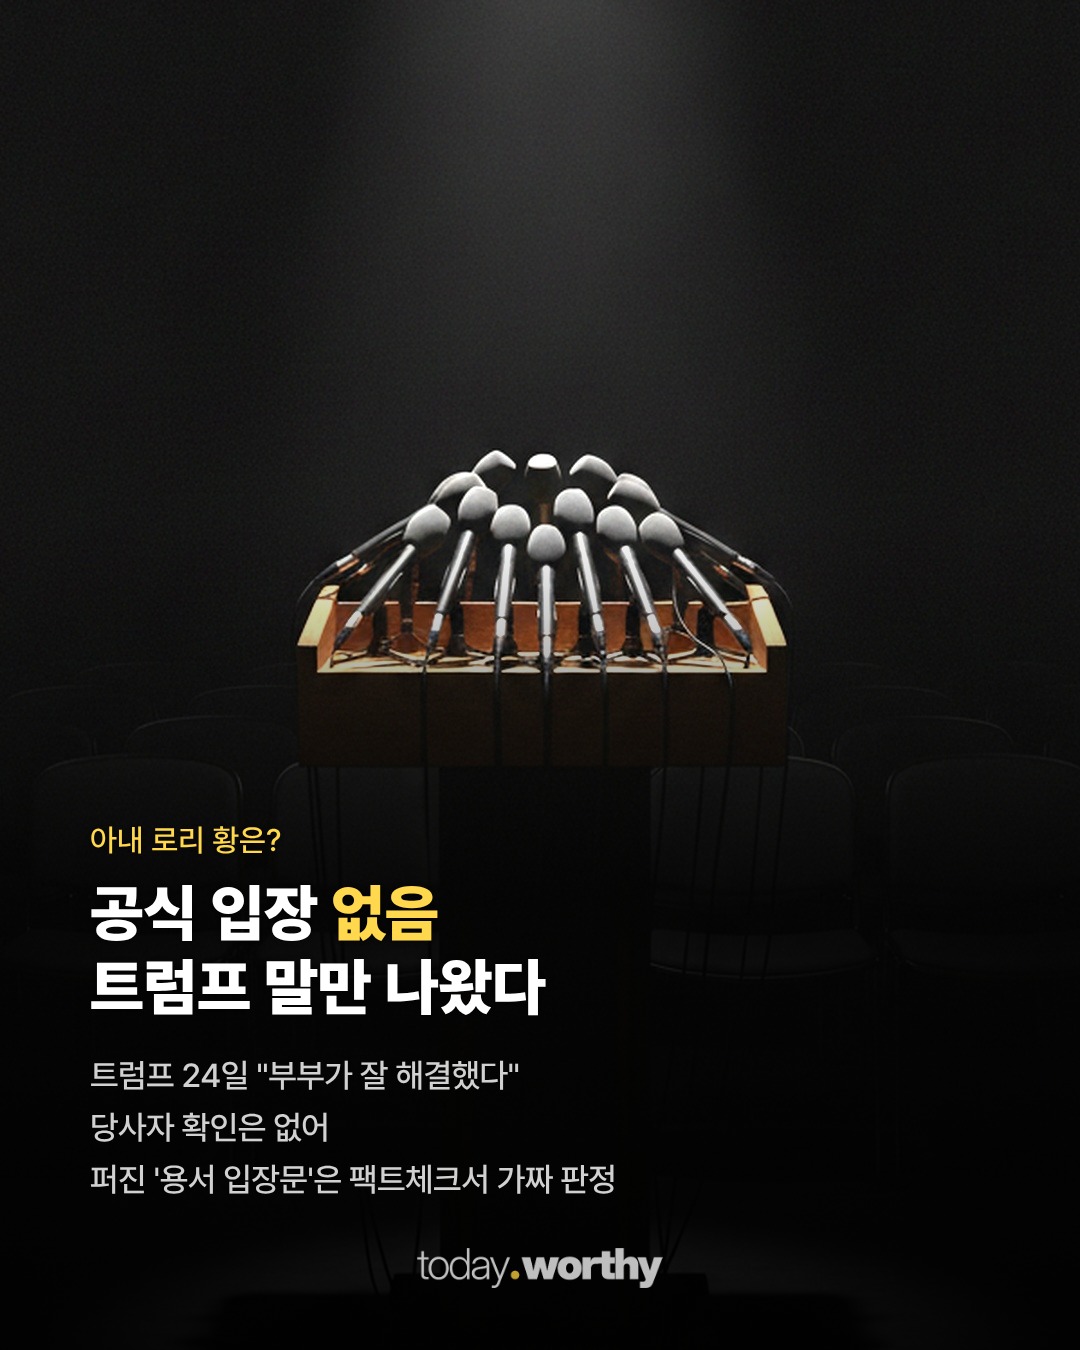 아내 로리 황은?
공식 입장 없음
트럼프 말만 나왔다
트럼프 24일 "부부가 잘 해결했다"
당사자 확인은 없어
퍼진 '용서 입장문'은 팩트체크서 가짜 판정
today.worthy